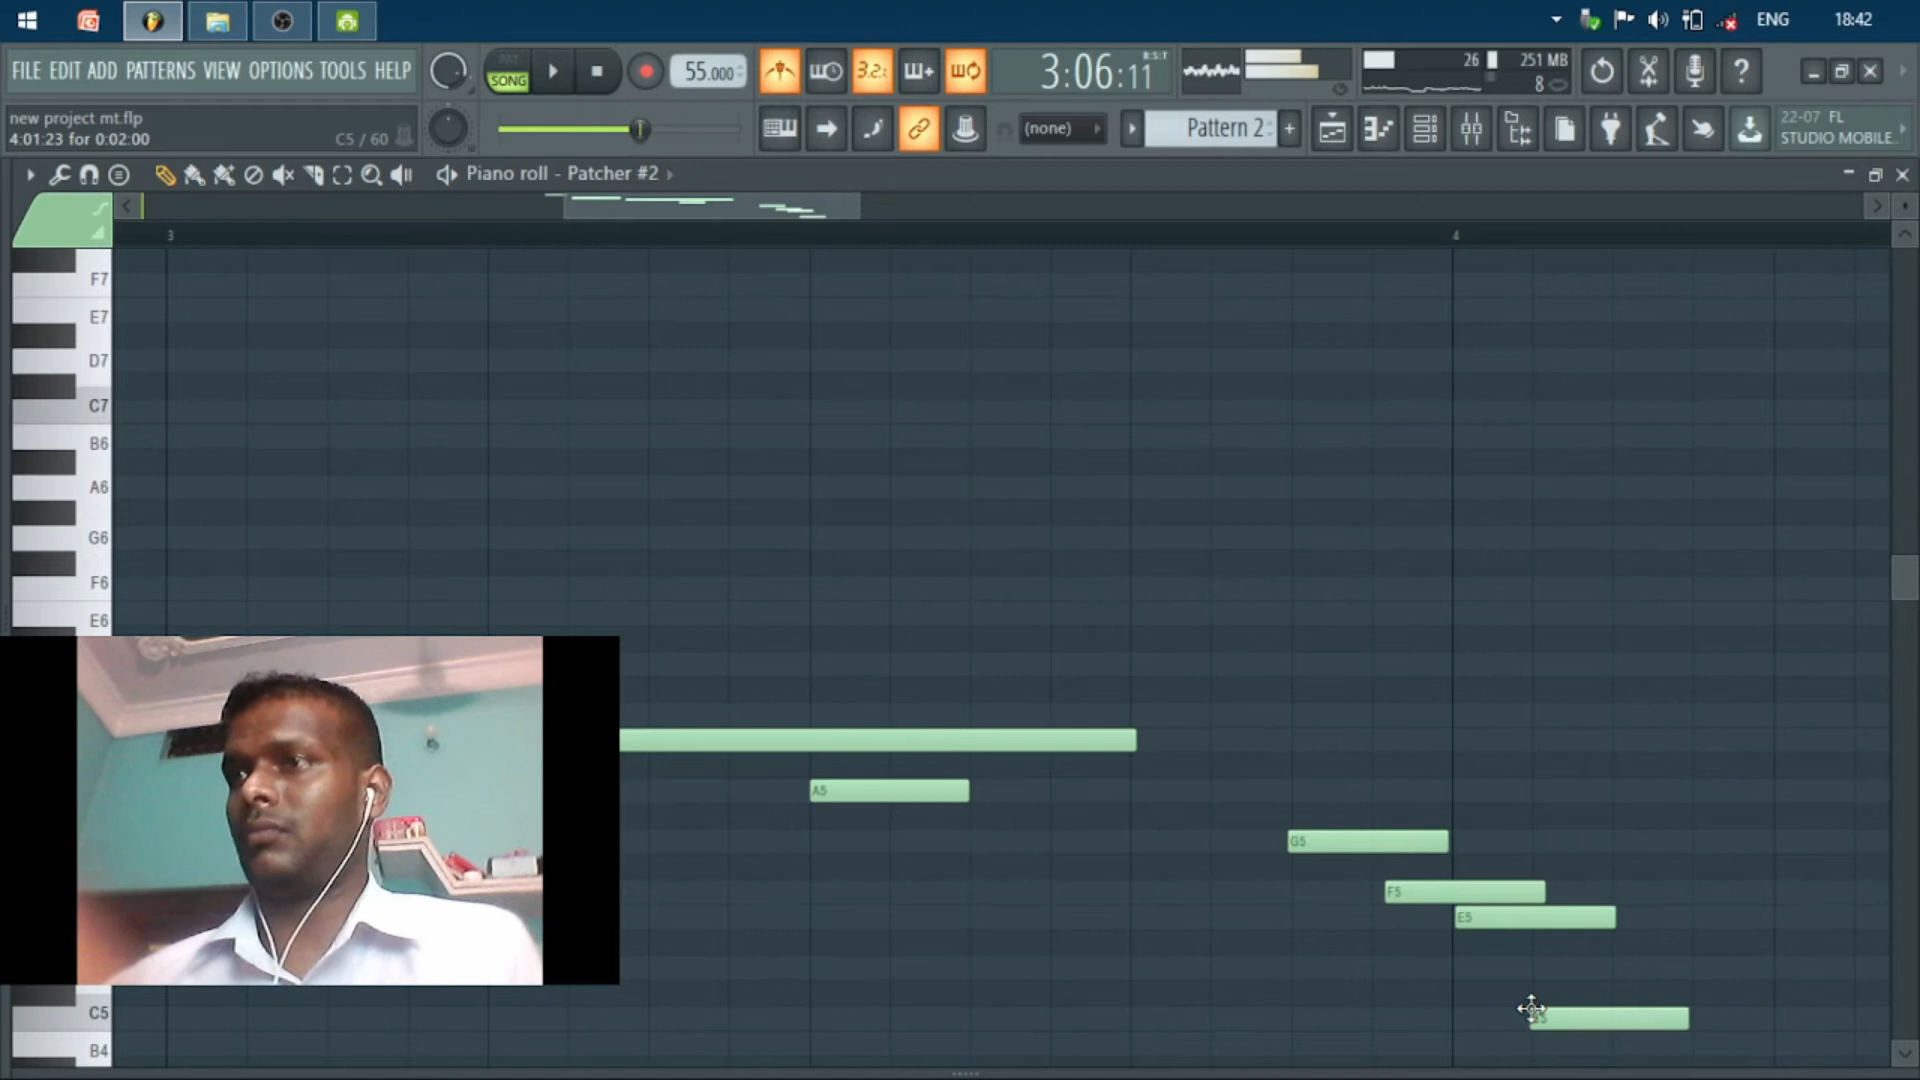 ENG
18:42
FILE EDIT ADD PATTERNS VIEW OPTIONS TOOLS HELP
PAT
SONG
55.000
3.2.
3:06:11
B:S:T
26
251 MB
8
new project mt.flp
4:01:23 for 0:02:00
C5 / 60
(none)
Pattern 2
22-07 FL
STUDIO MOBILE..
Piano roll - Patcher #2
3
4
F7
E7
D7
C7
B6
A6
G6
F6
E6
A5
G5
F5
E5
C5
B4